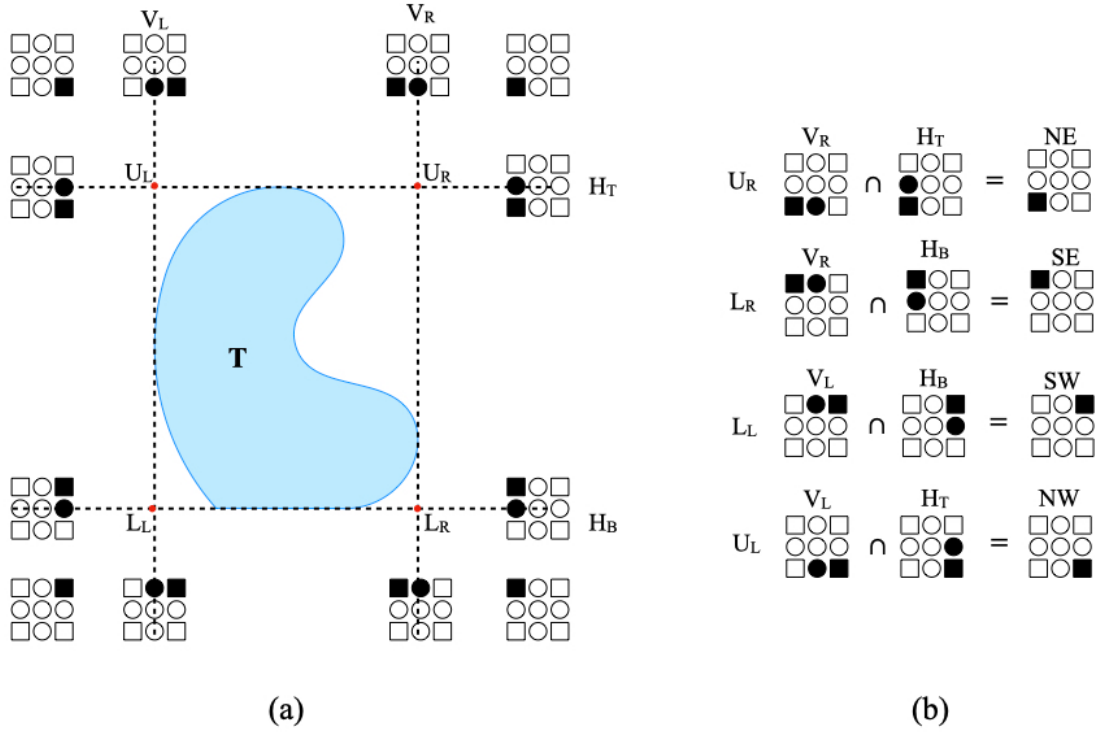 V_L V_R
U_L U_R H_T
T
L_L L_R H_B
(a)
V_R H_T NE
U_R ∩ =
V_R H_B SE
L_R ∩ =
V_L H_B SW
L_L ∩ =
V_L H_T NW
U_L ∩ =
(b)